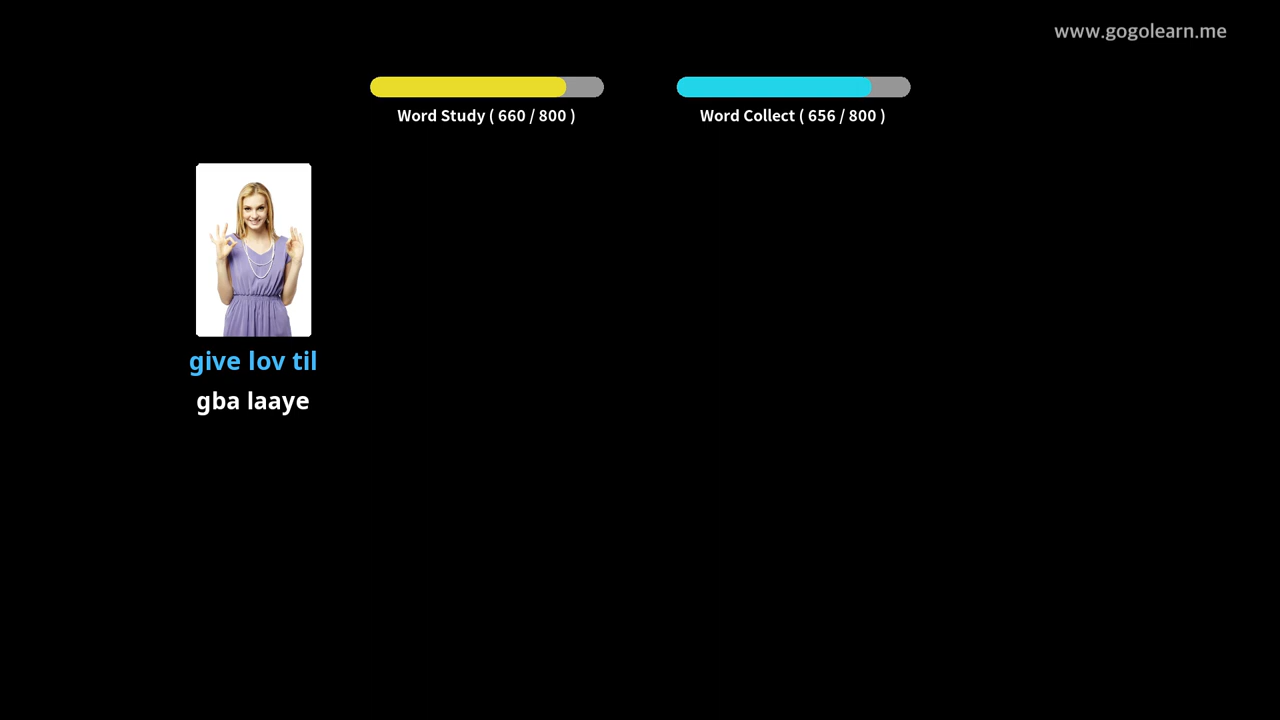 www.gogolearn.me
Word Study ( 660 / 800 )
Word Collect ( 656 / 800 )
give lov til
gba laaye